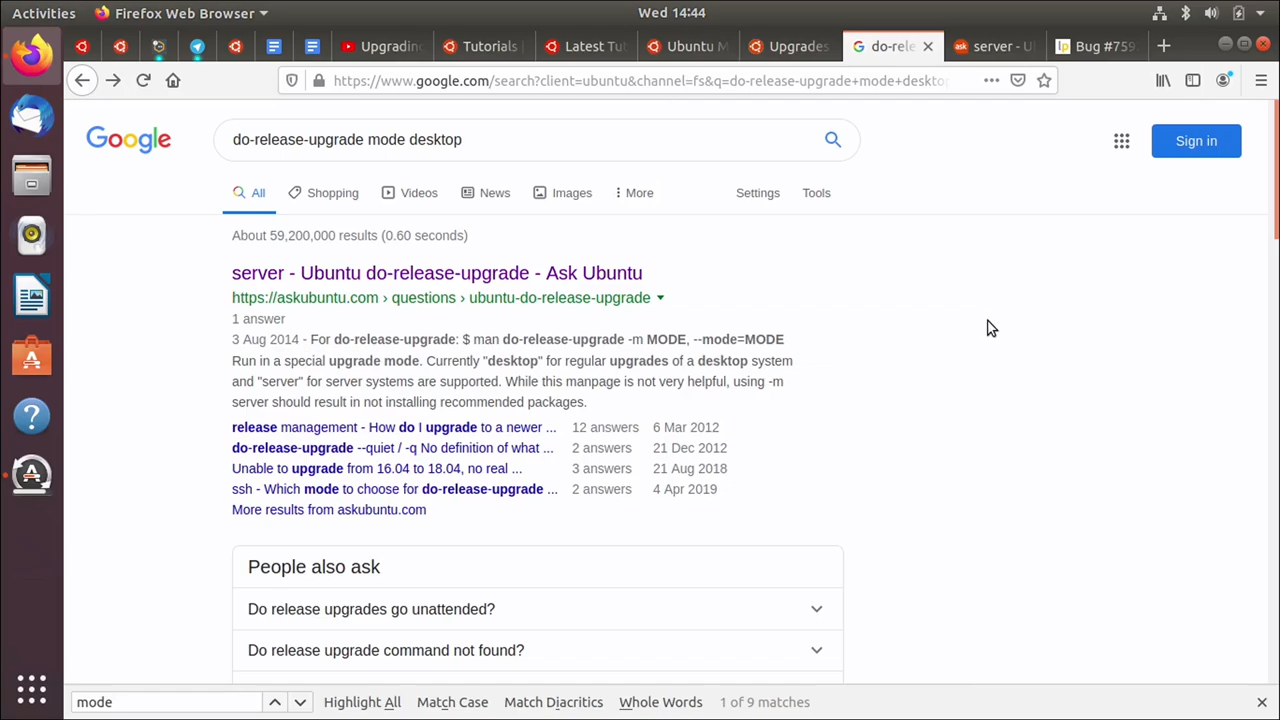 Activities
Firefox Web Browser
Wed 14:44
Upgradin
Tutorials
Latest Tu
Ubuntu M
Upgrades
do-rele
server - U
Bug #759
https://www.google.com/search?client=ubuntu&channel=fs&q=do-release-upgrade+mode+deskto
Google
do-release-upgrade mode desktop
Sign in
All
Shopping
Videos
News
Images
More
Settings
Tools
About 59,200,000 results (0.60 seconds)
server - Ubuntu do-release-upgrade - Ask Ubuntu
https://askubuntu.com › questions › ubuntu-do-release-upgrade
1 answer
3 Aug 2014 - For do-release-upgrade: $ man do-release-upgrade -m MODE, --mode=MODE
Run in a special upgrade mode. Currently "desktop" for regular upgrades of a desktop system
and "server" for server systems are supported. While this manpage is not very helpful, using -m
server should result in not installing recommended packages.
release management - How do I upgrade to a newer ... 12 answers 6 Mar 2012
do-release-upgrade --quiet / -q No definition of what ... 2 answers 21 Dec 2012
Unable to upgrade from 16.04 to 18.04, no real ... 3 answers 21 Aug 2018
ssh - Which mode to choose for do-release-upgrade ... 2 answers 4 Apr 2019
More results from askubuntu.com
People also ask
Do release upgrades go unattended?
Do release upgrade command not found?
mode
Highlight All
Match Case
Match Diacritics
Whole Words
1 of 9 matches